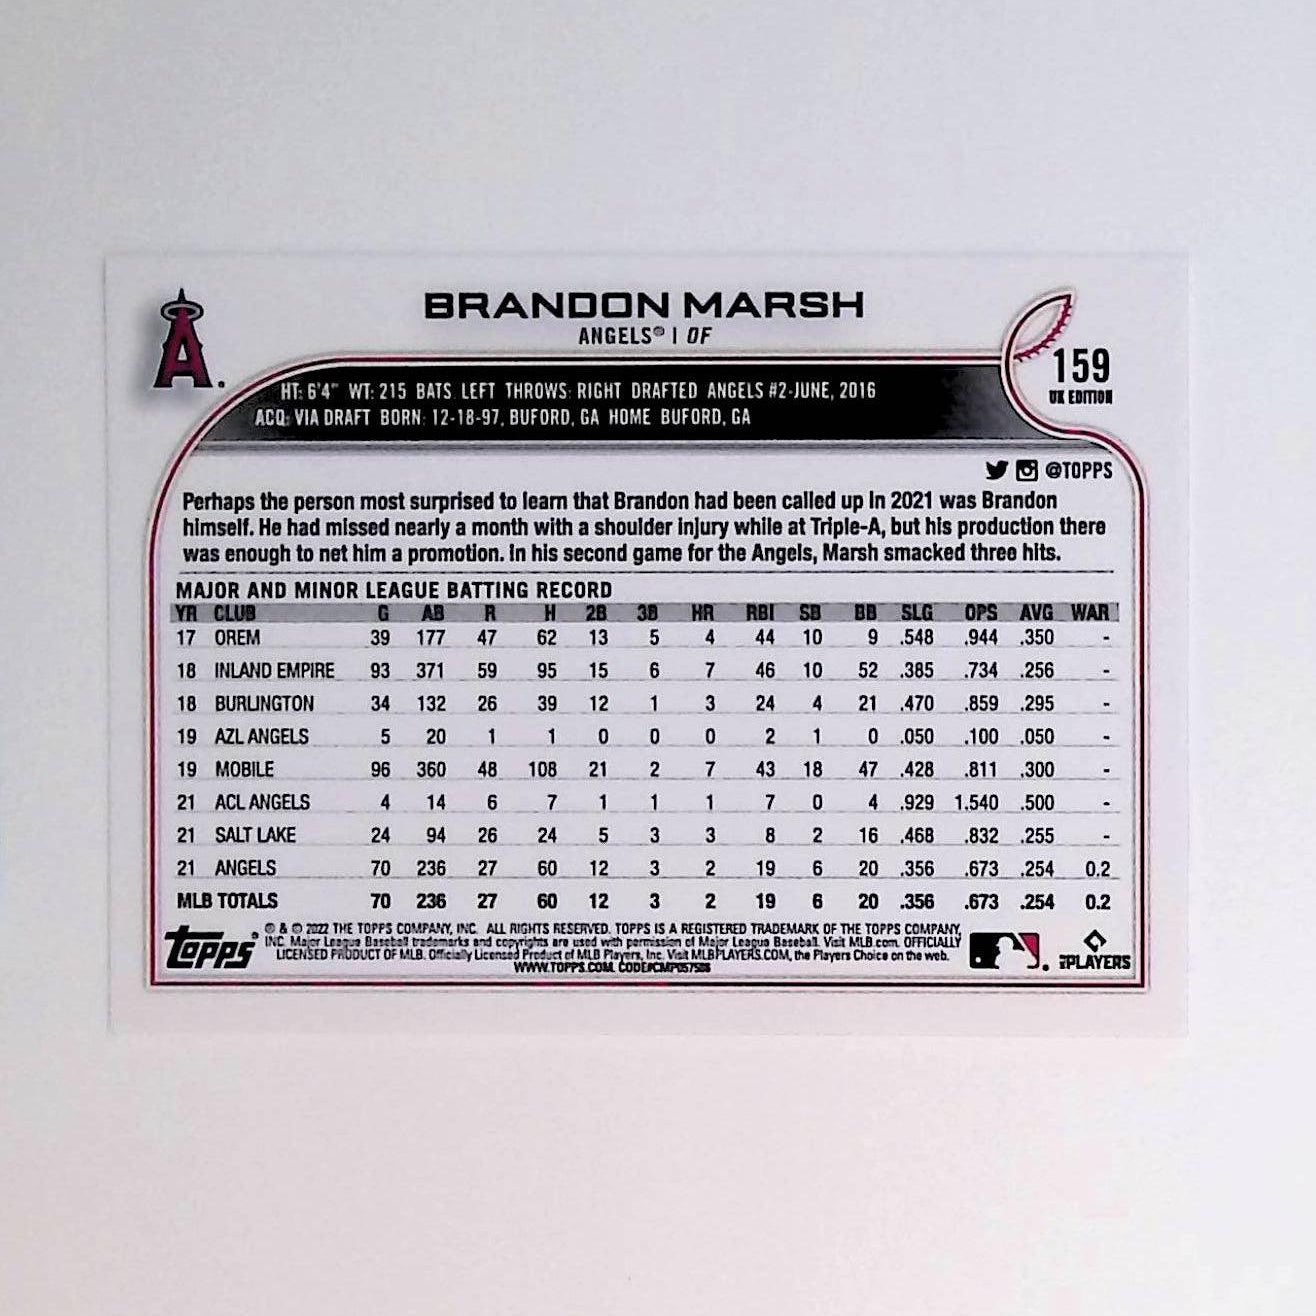 BRANDON MARSH
ANGELS® | OF
A
159
UK EDITION
HT: 6'4" WT: 215 BATS LEFT THROWS: RIGHT DRAFTED ANGELS #2-JUNE, 2016
ACQ: VIA DRAFT BORN: 12-18-97, BUFORD, GA HOME BUFORD, GA
@TOPPS
Perhaps the person most surprised to learn that Brandon had been called up in 2021 was Brandon
himself. He had missed nearly a month with a shoulder injury while at Triple-A, but his production there
was enough to net him a promotion. In his second game for the Angels, Marsh smacked three hits.
MAJOR AND MINOR LEAGUE BATTING RECORD
YR CLUB G AB R H 2B 3B HR RBI SB BB SLG OPS AVG WAR
17 OREM 39 177 47 62 13 5 4 44 10 9 .548 .944 .350 -
18 INLAND EMPIRE 93 371 59 95 15 6 7 46 10 52 .385 .734 .256 -
18 BURLINGTON 34 132 26 39 12 1 3 24 4 21 .470 .859 .295 -
19 AZL ANGELS 5 20 1 1 0 0 0 2 1 0 .050 .100 .050 -
19 MOBILE 96 360 48 108 21 2 7 43 18 47 .428 .811 .300 -
21 ACL ANGELS 4 14 6 7 1 1 1 7 0 4 .929 1.540 .500 -
21 SALT LAKE 24 94 26 24 5 3 3 8 2 16 .468 .832 .255 -
21 ANGELS 70 236 27 60 12 3 2 19 6 20 .356 .673 .254 0.2
MLB TOTALS 70 236 27 60 12 3 2 19 6 20 .356 .673 .254 0.2
topps®
® & © 2022 THE TOPPS COMPANY, INC. ALL RIGHTS RESERVED. TOPPS IS A REGISTERED TRADEMARK OF THE TOPPS COMPANY,
INC. Major League Baseball trademarks and copyrights are used with permission of Major League Baseball. Visit MLB.com. OFFICIALLY
LICENSED PRODUCT OF MLB. Officially Licensed Product of MLB Players, Inc. Visit MLBPLAYERS.COM, the Players Choice on the web.
WWW.TOPPS.COM. CODE#CMP057508
PLAYERS